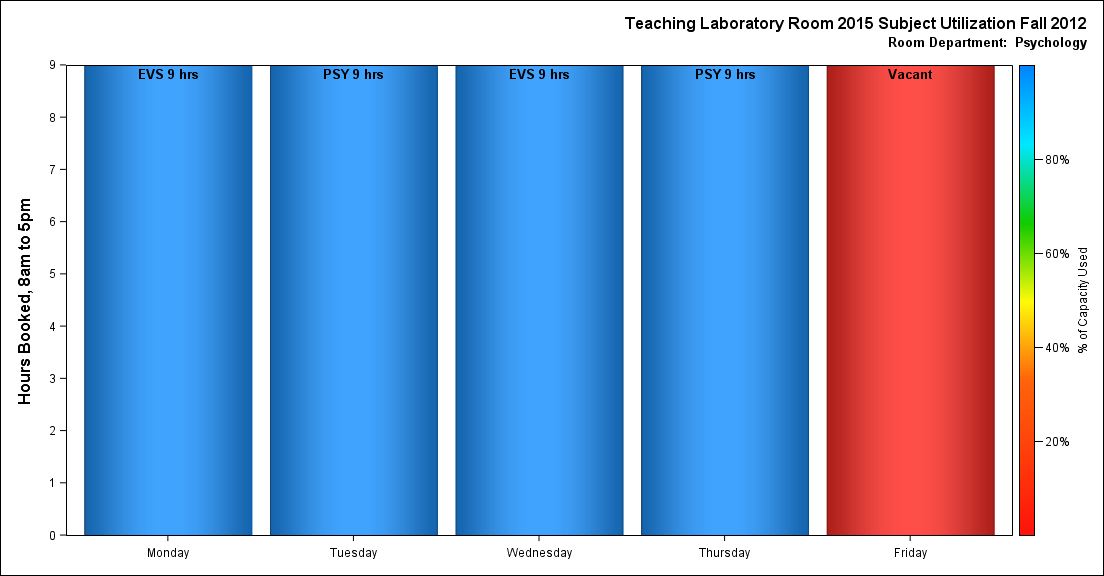 Teaching Laboratory Room 2015 Subject Utilization Fall 2012
Room Department: Psychology
EVS 9 hrs
PSY 9 hrs
EVS 9 hrs
PSY 9 hrs
Vacant
Hours Booked, 8am to 5pm
9
8
7
6
5
4
3
2
1
0
Monday
Tuesday
Wednesday
Thursday
Friday
80%
60%
40%
20%
% of Capacity Used